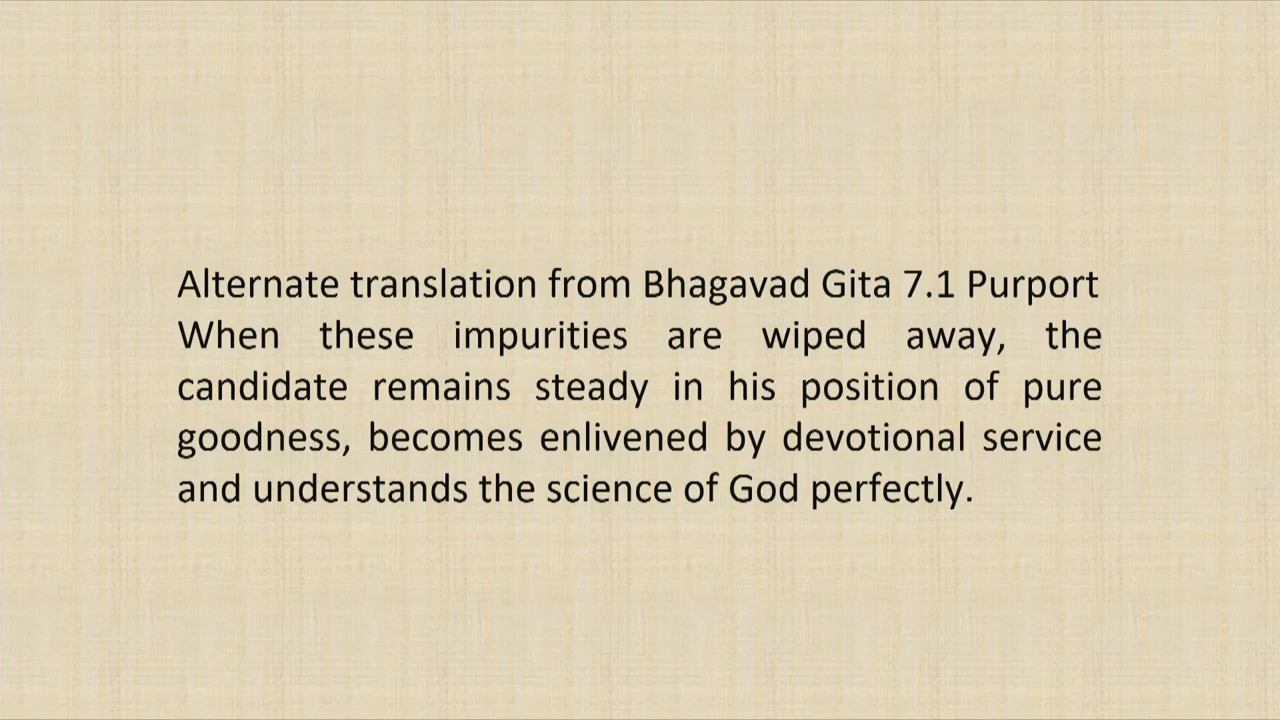 Alternate translation from Bhagavad Gita 7.1 Purport
When these impurities are wiped away, the
candidate remains steady in his position of pure
goodness, becomes enlivened by devotional service
and understands the science of God perfectly.